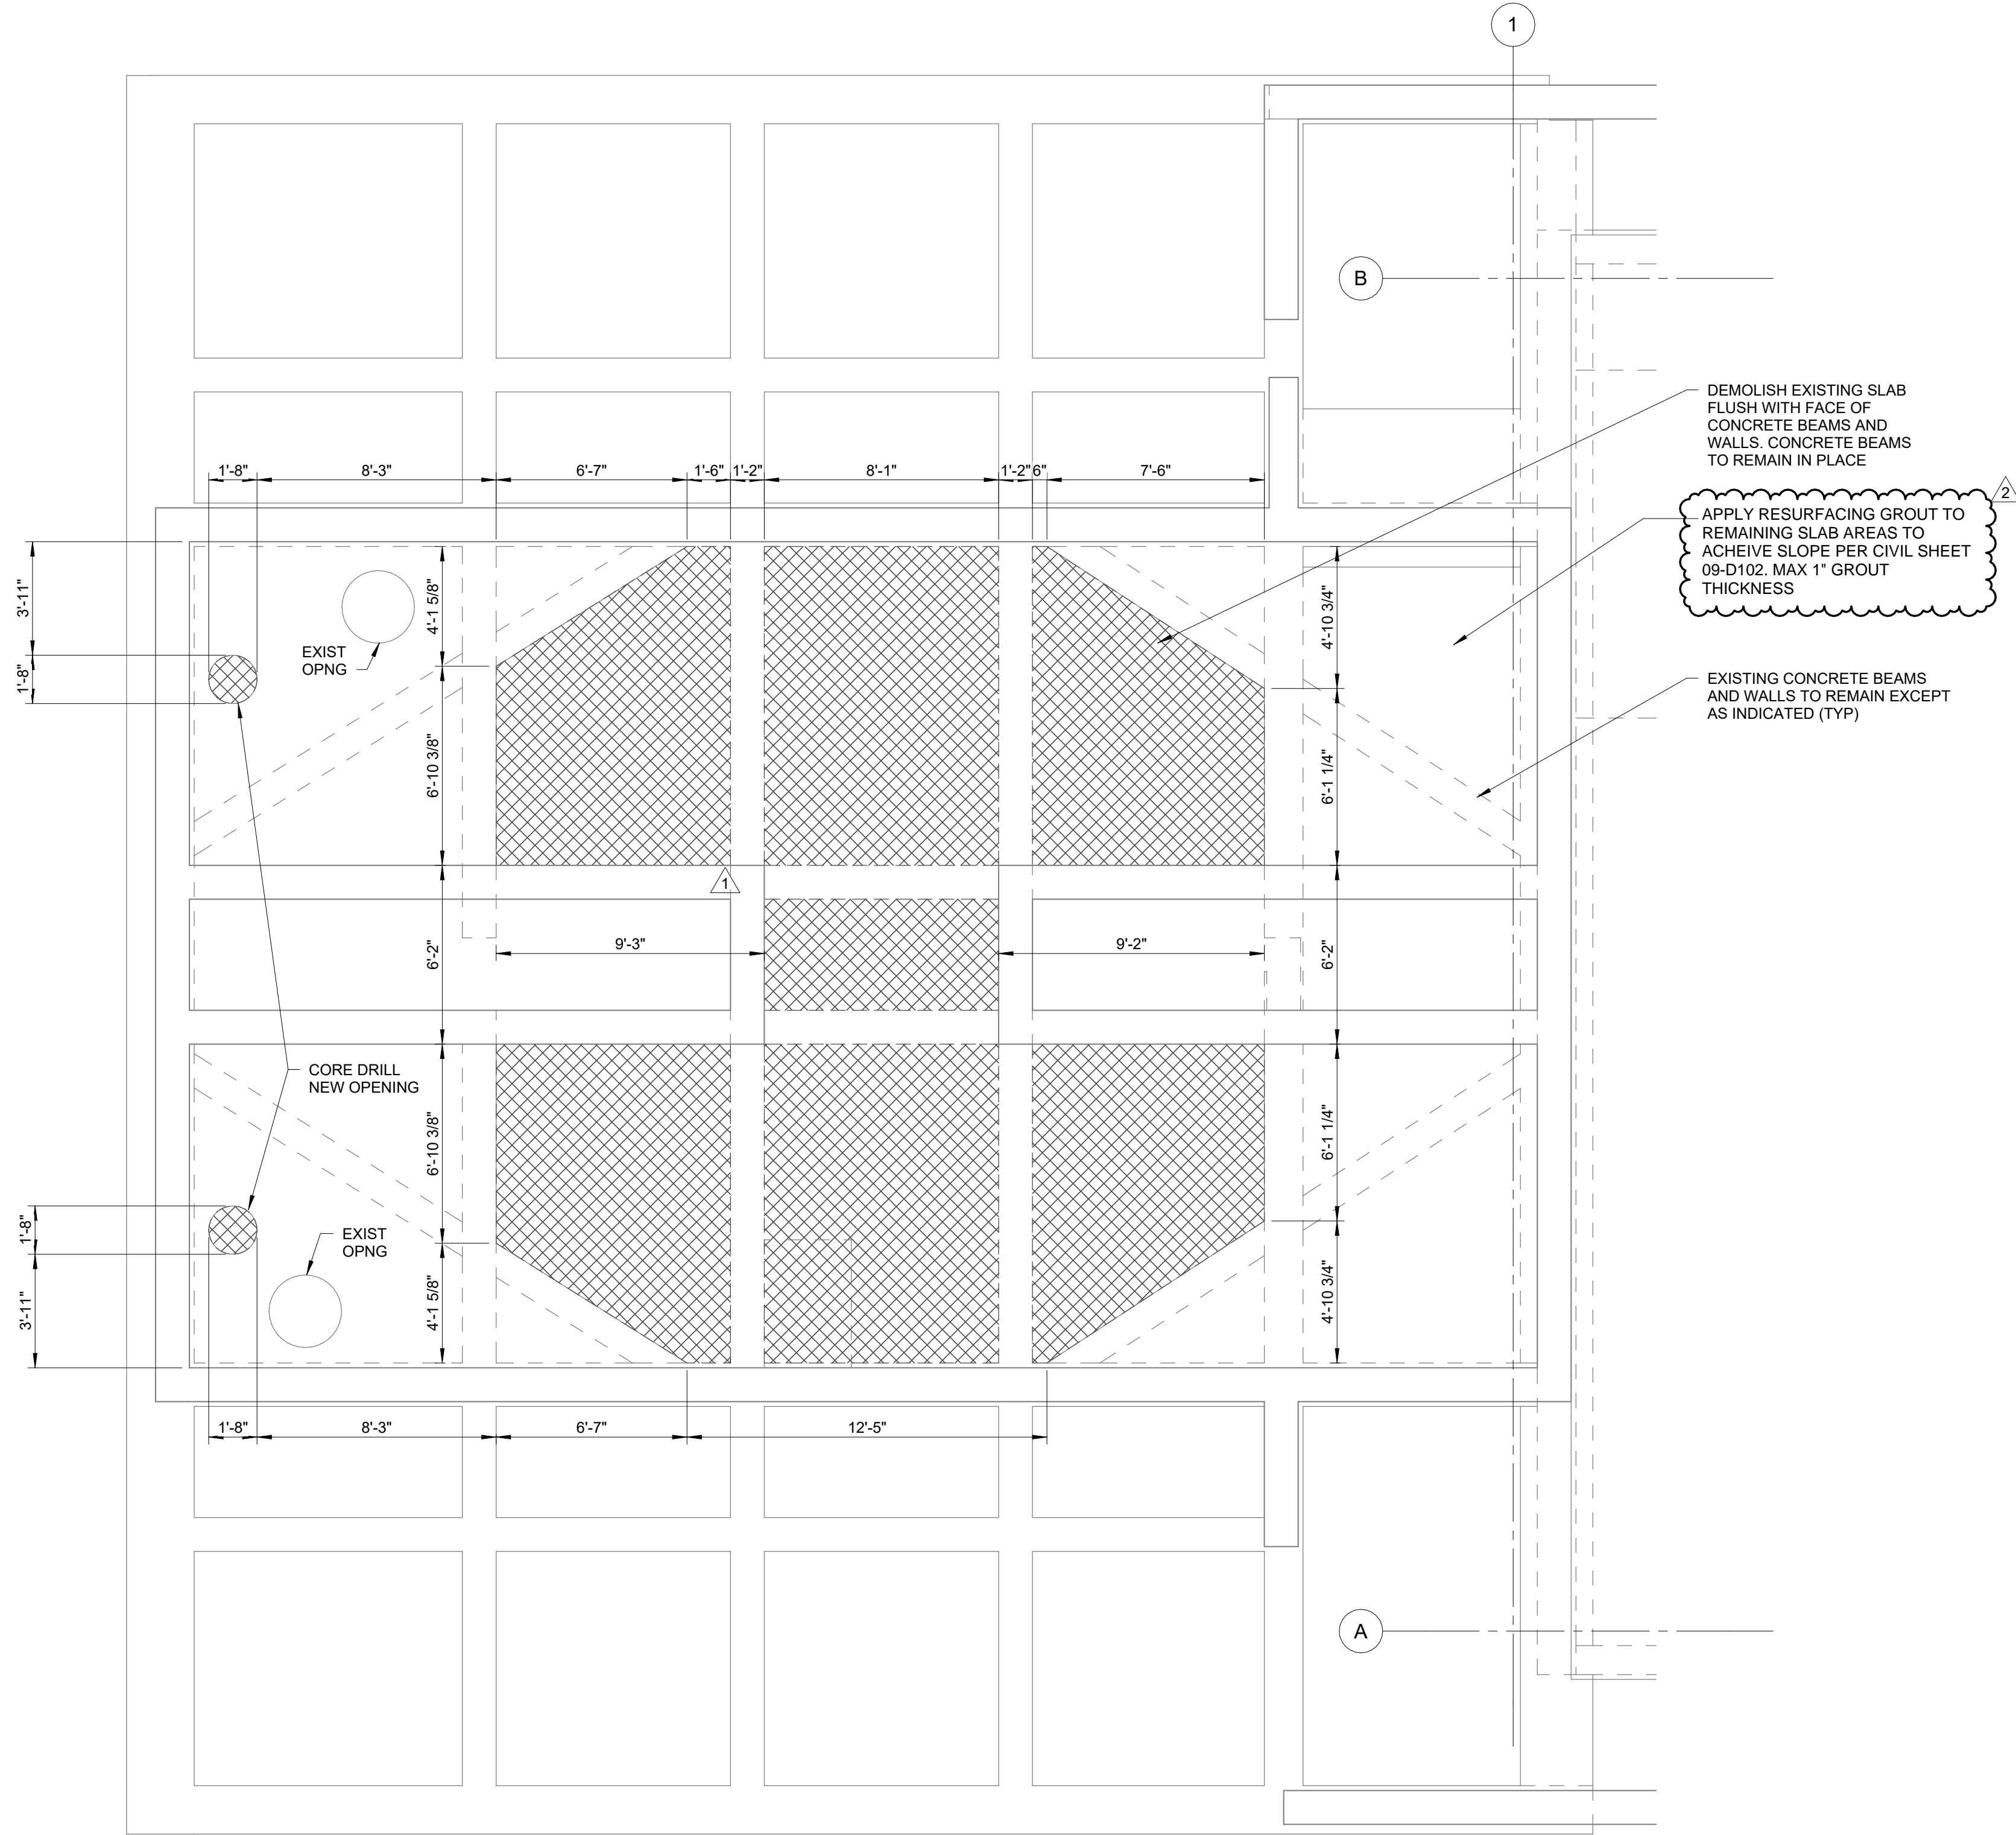 1
B
DEMOLISH EXISTING SLAB
FLUSH WITH FACE OF
CONCRETE BEAMS AND
WALLS. CONCRETE BEAMS
TO REMAIN IN PLACE
2
APPLY RESURFACING GROUT TO
REMAINING SLAB AREAS TO
ACHEIVE SLOPE PER CIVIL SHEET
09-D102. MAX 1" GROUT
THICKNESS
EXISTING CONCRETE BEAMS
AND WALLS TO REMAIN EXCEPT
AS INDICATED (TYP)
1'-8" 8'-3" 6'-7" 1'-6" 1'-2" 8'-1" 1'-2" 6" 7'-6"
3'-11"
1'-8"
EXIST
OPNG
4'-1 5/8"
6'-10 3/8"
4'-10 3/4"
6'-1 1/4"
1
9'-3" 9'-2"
6'-2" 6'-2"
CORE DRILL
NEW OPENING
6'-10 3/8"
4'-1 5/8"
6'-1 1/4"
4'-10 3/4"
1'-8"
3'-11"
EXIST
OPNG
1'-8" 8'-3" 6'-7" 12'-5"
A